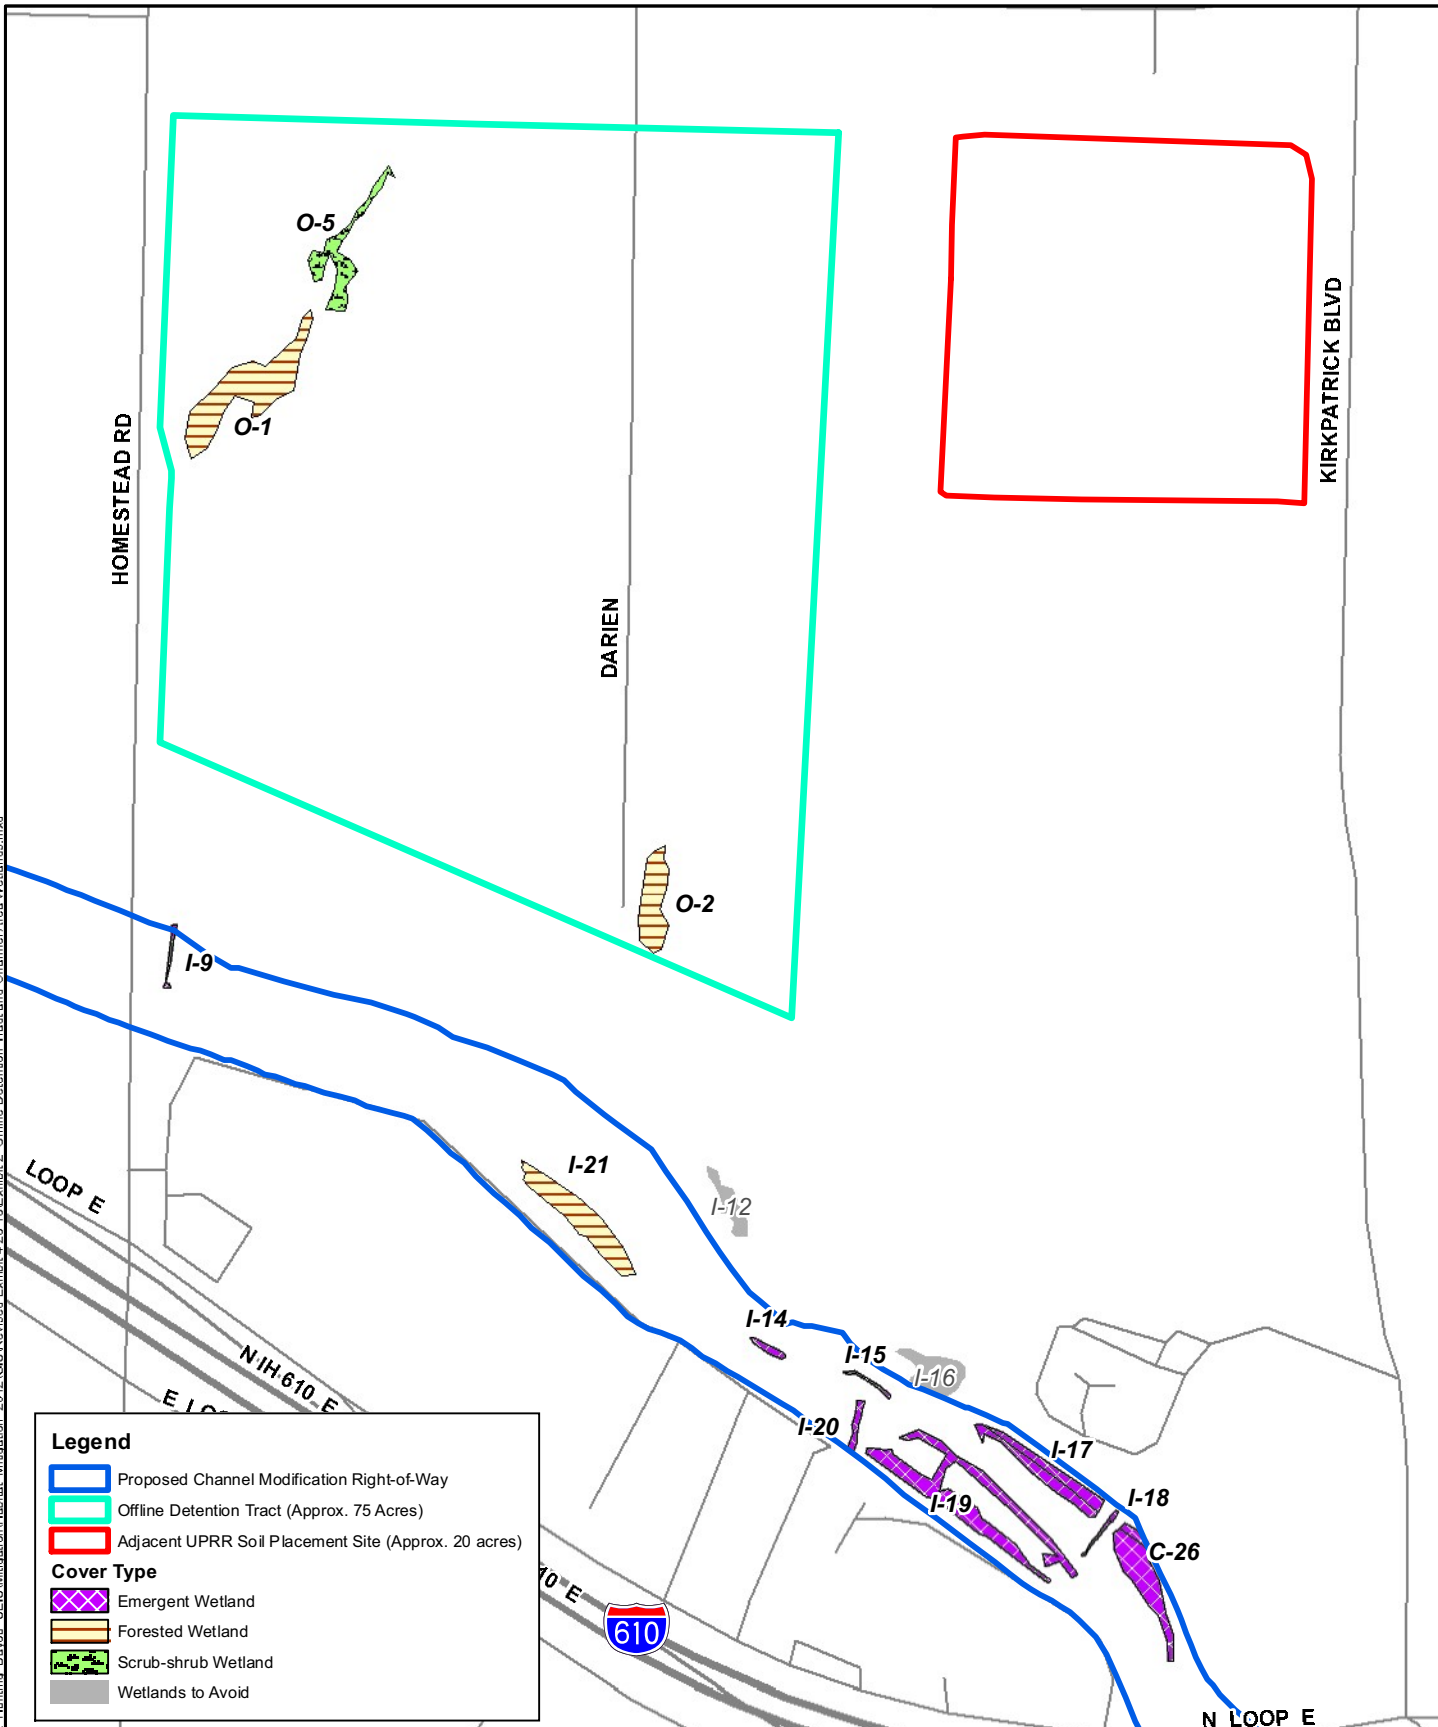 O-5
O-1
HOMESTEAD RD
DARIEN
KIRKPATRICK BLVD
O-2
I-9
I-21
I-12
LOOP E
I-14
I-15
I-16
N IH 610 E
E LO
I-20
I-17
I-19
I-18
C-26
10 E
610
N LOOP E
Legend
Proposed Channel Modification Right-of-Way
Offline Detention Tract (Approx. 75 Acres)
Adjacent UPRR Soil Placement Site (Approx. 20 acres)
Cover Type
Emergent Wetland
Forested Wetland
Scrub-shrub Wetland
Wetlands to Avoid